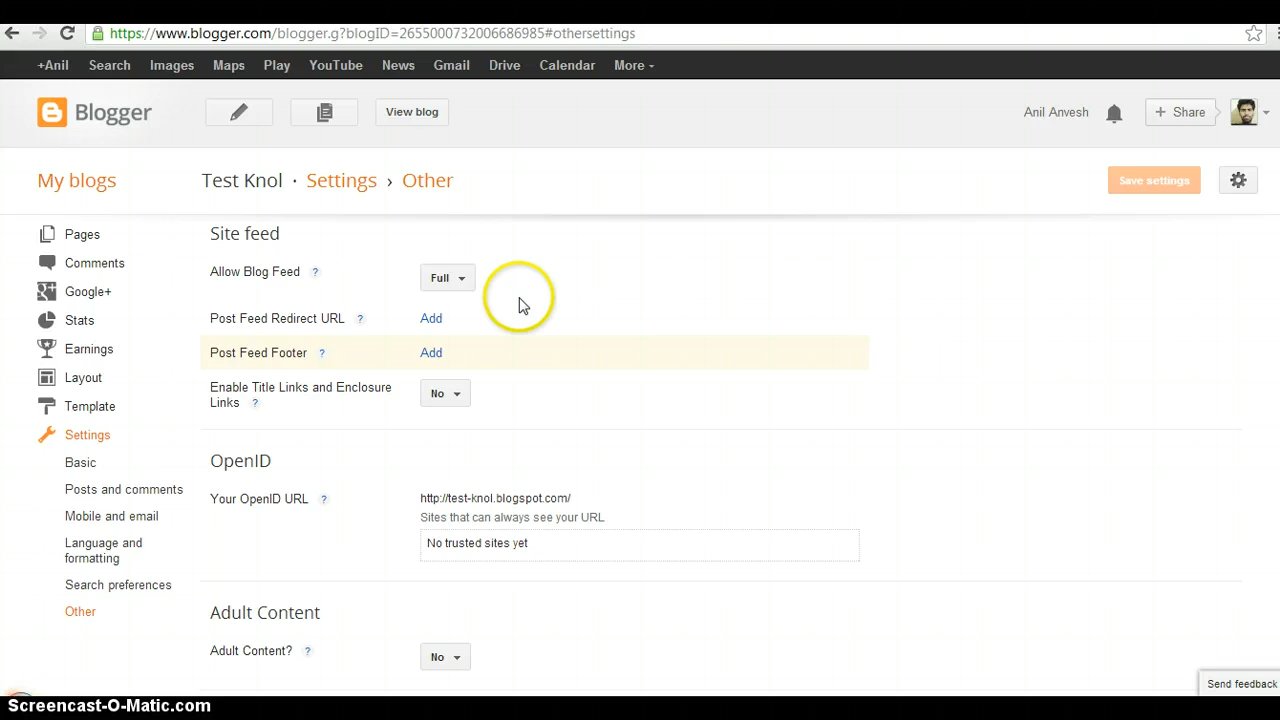 https://www.blogger.com/blogger.g?blogID=2655000732006686985#othersettings
+Anil Search Images Maps Play YouTube News Gmail Drive Calendar More
Blogger View blog Anil Anvesh + Share
My blogs Test Knol · Settings › Other Save settings
Pages
Comments
Google+
Stats
Earnings
Layout
Template
Settings
Basic
Posts and comments
Mobile and email
Language and
formatting
Search preferences
Other
Site feed
Allow Blog Feed ? Full
Post Feed Redirect URL ? Add
Post Feed Footer ? Add
Enable Title Links and Enclosure
Links ? No
OpenID
Your OpenID URL ? http://test-knol.blogspot.com/
Sites that can always see your URL
No trusted sites yet
Adult Content
Adult Content? ? No
Send feedback
Screencast-O-Matic.com